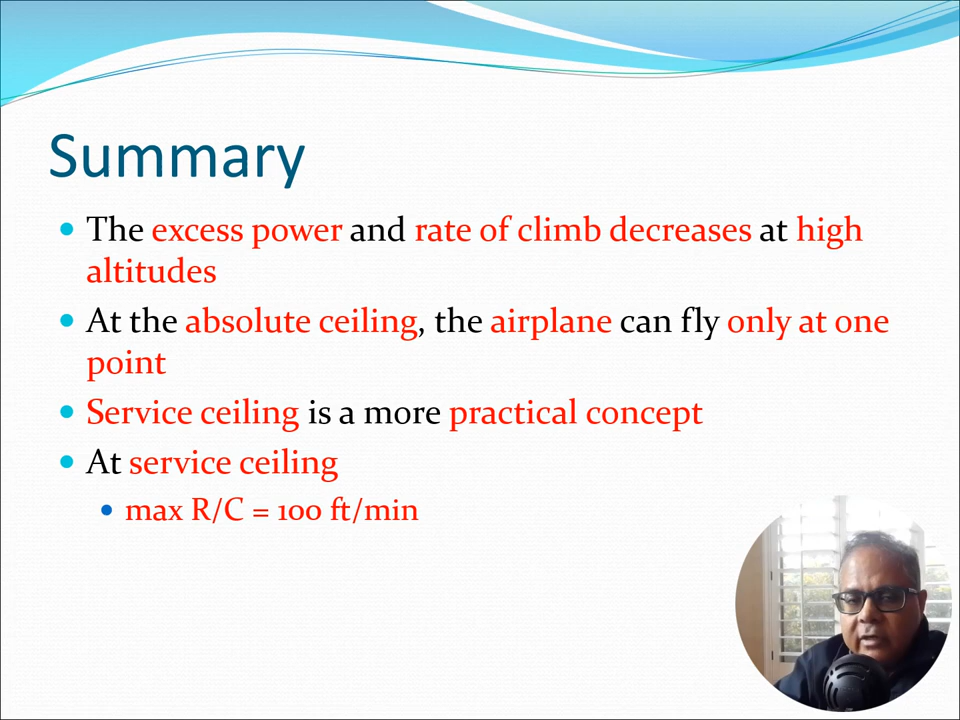 Summary
The excess power and rate of climb decreases at high
altitudes
At the absolute ceiling, the airplane can fly only at one
point
Service ceiling is a more practical concept
At service ceiling
max R/C = 100 ft/min